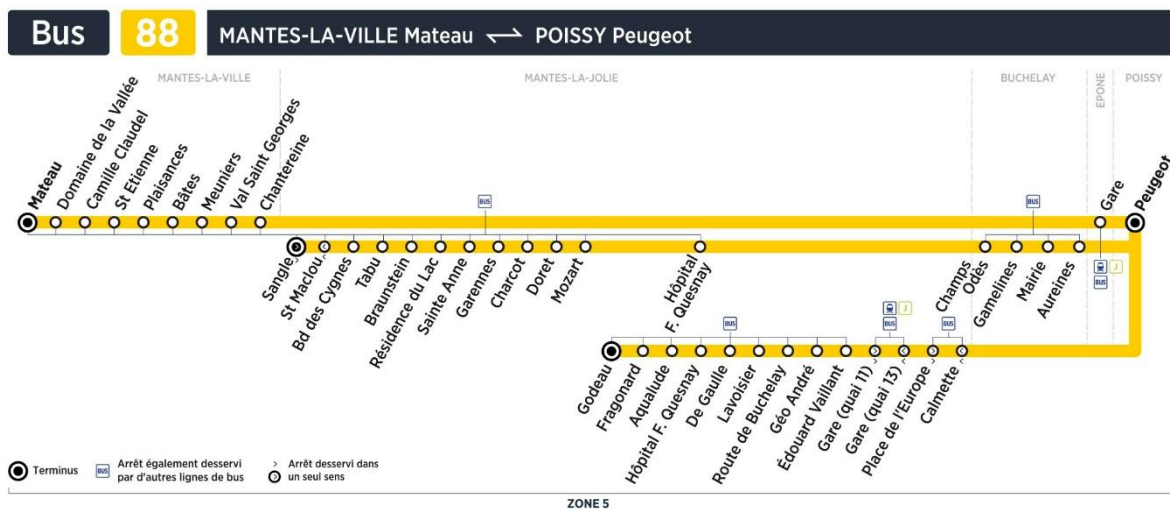 Bus 88 MANTES-LA-VILLE Mateau POISSY Peugeot
MANTES-LA-VILLE
MANTES-LA-JOLIE
BUCHELAY
EPONE
POISSY
Mateau
Domaine de la Vallée
Camille Claudel
St Etienne
Plaisances
Bâtes
Meuniers
Val Saint Georges
Chantereine
BUS
BUS
Gare
Peugeot
BUS
J
Sangle
St Maclou
Bd des Cygnes
Tabu
Braunstein
Résidence du Lac
Sainte Anne
Garennes
Charcot
Doret
Mozart
Hôpital
F. Quesnay
Champs
Odès
Gamelines
Mairie
Aureines
BUS
J
BUS
BUS
Godeau
Fragonard
Aqualude
Hôpital F. Quesnay
De Gaulle
Lavoisier
Route de Buchelay
Géo André
Édouard Vaillant
Gare (quai 11)
Gare (quai 13)
Place de l'Europe
Calmette
Terminus
BUS
Arrêt également desservi
par d'autres lignes de bus
Arrêt desservi dans
un seul sens
ZONE 5